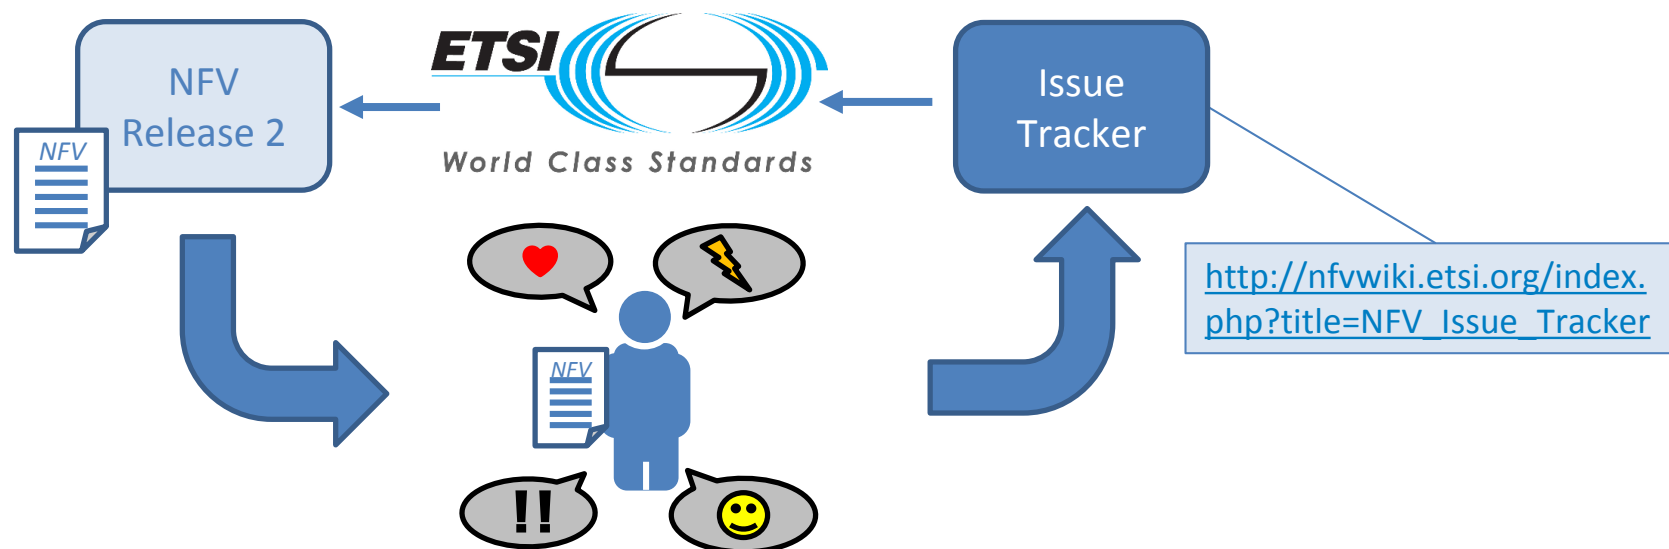 NFV
Release 2
NFV
ETSI
World Class Standards
Issue
Tracker
http://nfvwiki.etsi.org/index.
php?title=NFV_Issue_Tracker
NFV
!!